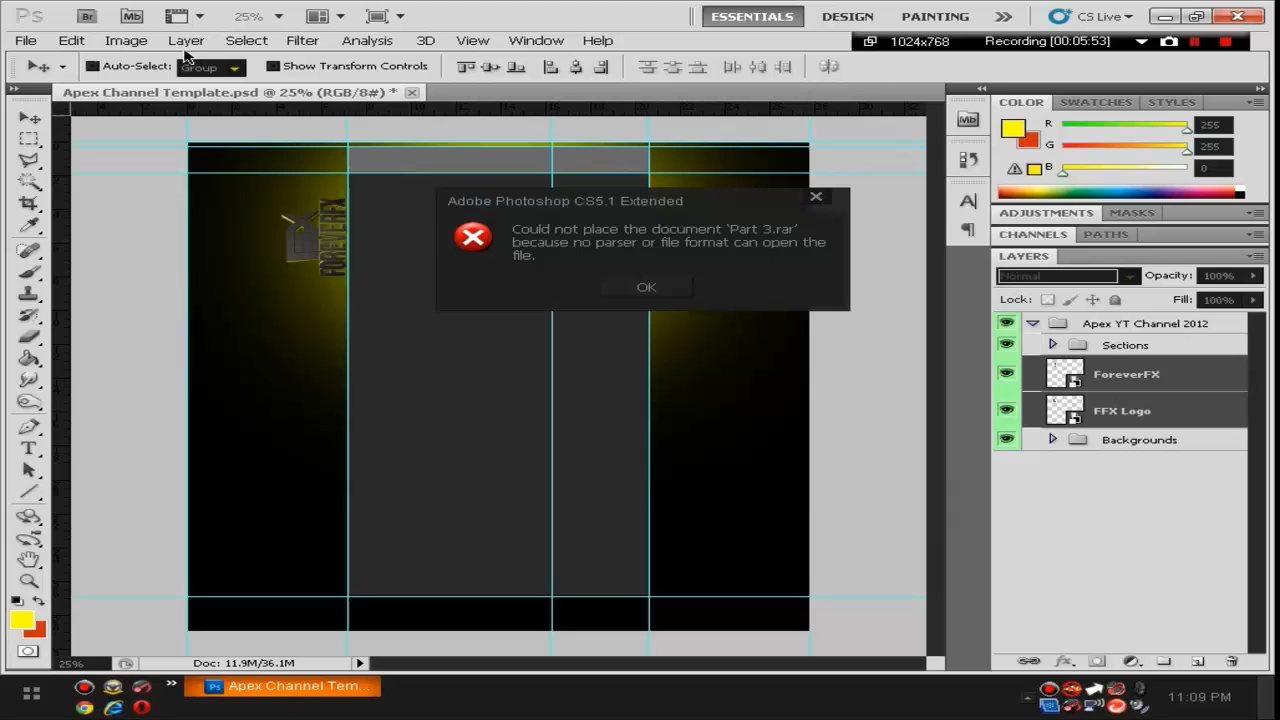 Ps
Br
Mb
25%
ESSENTIALS
DESIGN
PAINTING
CS Live
File Edit Image Layer Select Filter Analysis 3D View Window Help
1024x768
Recording [00:05:53]
Auto-Select:
Group
Show Transform Controls
Apex Channel Template.psd @ 25% (RGB/8#) *
COLOR SWATCHES STYLES
R 255
G 255
B 0
Mb
ADJUSTMENTS MASKS
CHANNELS PATHS
LAYERS
Normal
Opacity: 100%
Lock:
Fill: 100%
Apex YT Channel 2012
Sections
ForeverFX
FFX Logo
Backgrounds
Adobe Photoshop CS5.1 Extended
Could not place the document ‘Part 3.rar’
because no parser or file format can open the
file.
OK
FOREVERFX
25%
Doc: 11.9M/36.1M
Ps Apex Channel Tem...
11:09 PM